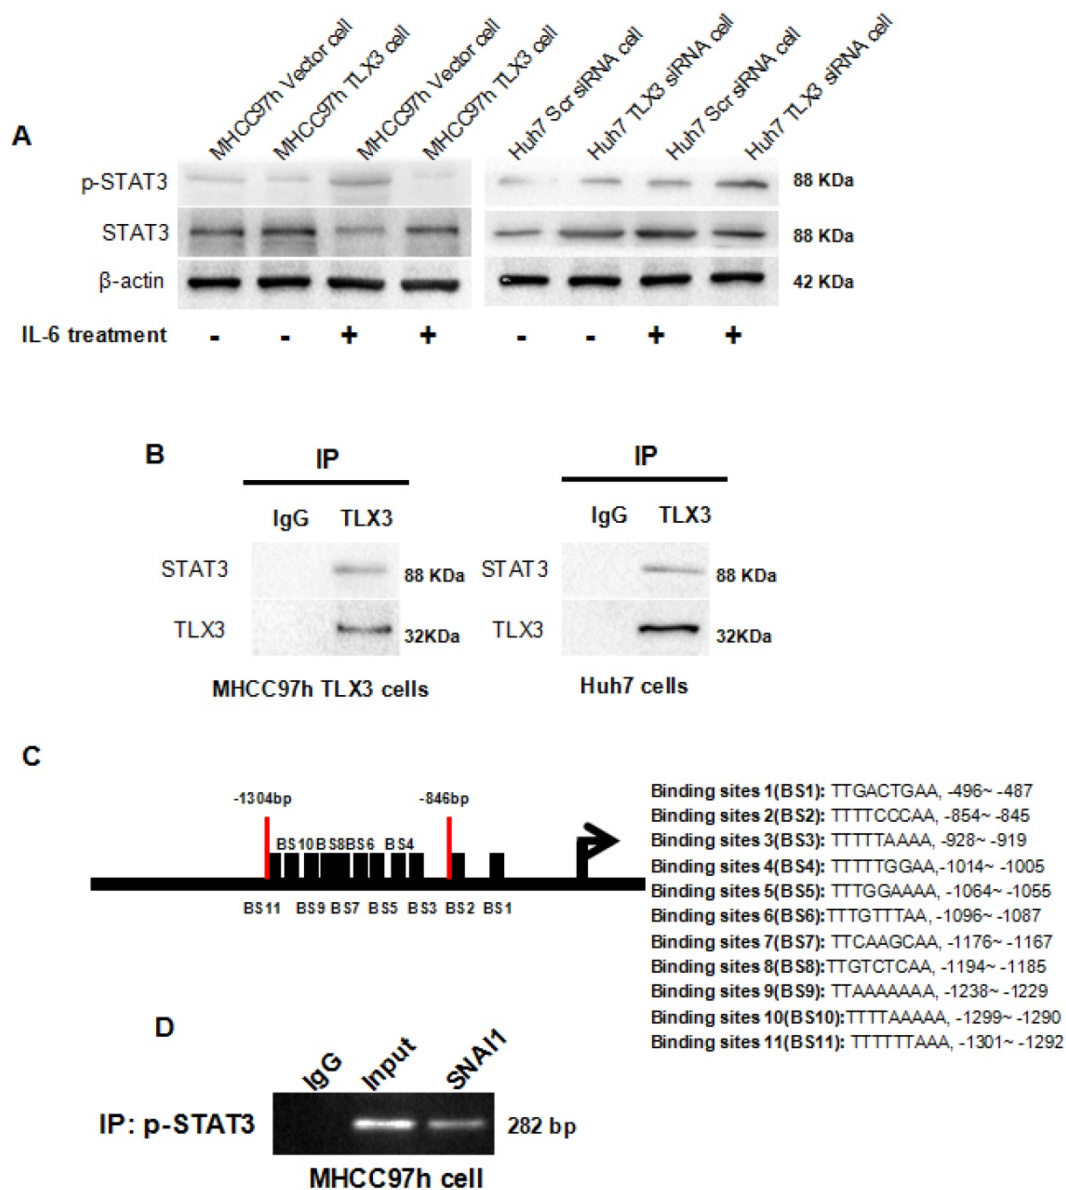 MHCC97h Vector cell
MHCC97h TLX3 cell
MHCC97h Vector cell
MHCC97h TLX3 cell
Huh7 Scr siRNA cell
Huh7 TLX3 siRNA cell
Huh7 Scr siRNA cell
Huh7 TLX3 siRNA cell
A
p-STAT3 88 KDa
STAT3 88 KDa
β-actin 42 KDa
IL-6 treatment - - + + - - + +
B
IP IP
IgG TLX3 IgG TLX3
STAT3 88 KDa STAT3 88 KDa
TLX3 32KDa TLX3 32KDa
MHCC97h TLX3 cells Huh7 cells
C
-1304bp -846bp
BS10 BS8 BS6 BS4
BS11 BS9 BS7 BS5 BS3 BS2 BS1
Binding sites 1(BS1): TTGACTGAA, -496~ -487
Binding sites 2(BS2): TTTTCCCAA, -854~ -845
Binding sites 3(BS3): TTTTTAAAA, -928~ -919
Binding sites 4(BS4): TTTTTGGAA, -1014~ -1005
Binding sites 5(BS5): TTTGGAAAA, -1064~ -1055
Binding sites 6(BS6):TTTGTTTAA, -1096~ -1087
Binding sites 7(BS7): TTCAAGCAA, -1176~ -1167
Binding sites 8(BS8):TTGTCTCAA, -1194~ -1185
Binding sites 9(BS9): TTAAAAAAA, -1238~ -1229
Binding sites 10(BS10):TTTTAAAAA, -1299~ -1290
Binding sites 11(BS11): TTTTTTAAA, -1301~ -1292
D
IgG Input SNAI1
IP: p-STAT3 282 bp
MHCC97h cell